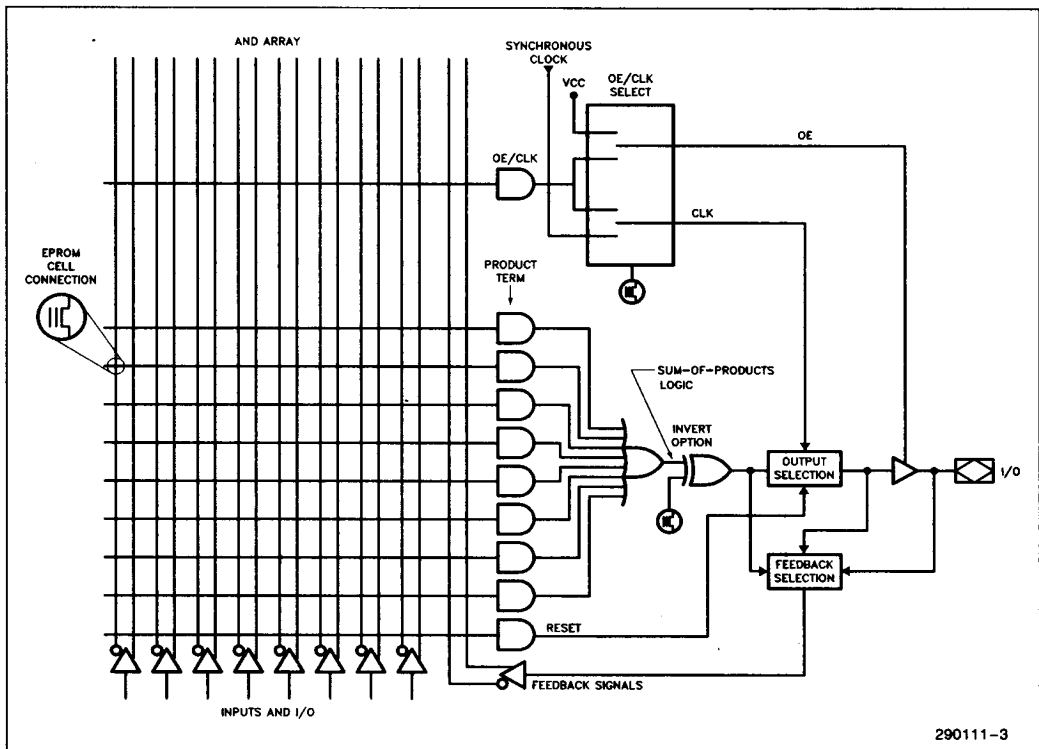 AND ARRAY
SYNCHRONOUS
CLOCK
VCC
OE/CLK
SELECT
OE
OE/CLK
CLK
EPROM
CELL
CONNECTION
PRODUCT
TERM
SUM-OF-PRODUCTS
LOGIC
INVERT
OPTION
OUTPUT
SELECTION
I/O
FEEDBACK
SELECTION
RESET
FEEDBACK SIGNALS
INPUTS AND I/O
290111-3